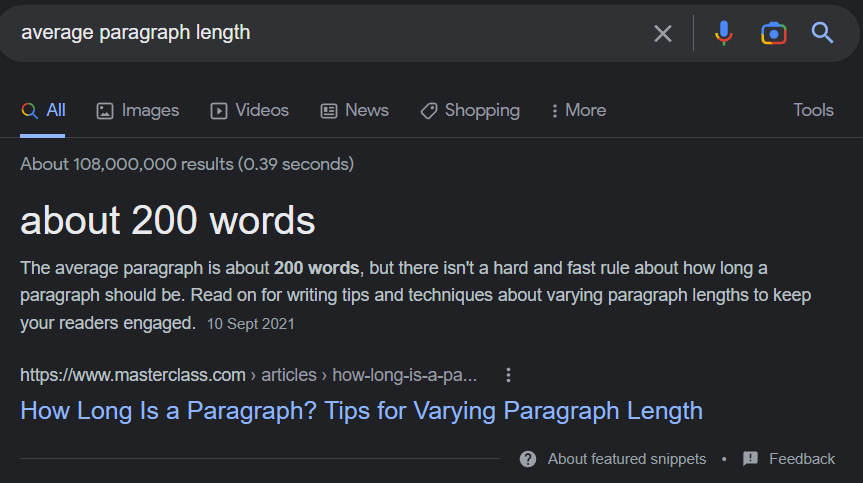 average paragraph length
All Images Videos News Shopping More Tools
About 108,000,000 results (0.39 seconds)
about 200 words
The average paragraph is about 200 words, but there isn't a hard and fast rule about how long a
paragraph should be. Read on for writing tips and techniques about varying paragraph lengths to keep
your readers engaged. 10 Sept 2021
https://www.masterclass.com › articles › how-long-is-a-pa...
How Long Is a Paragraph? Tips for Varying Paragraph Length
About featured snippets • Feedback